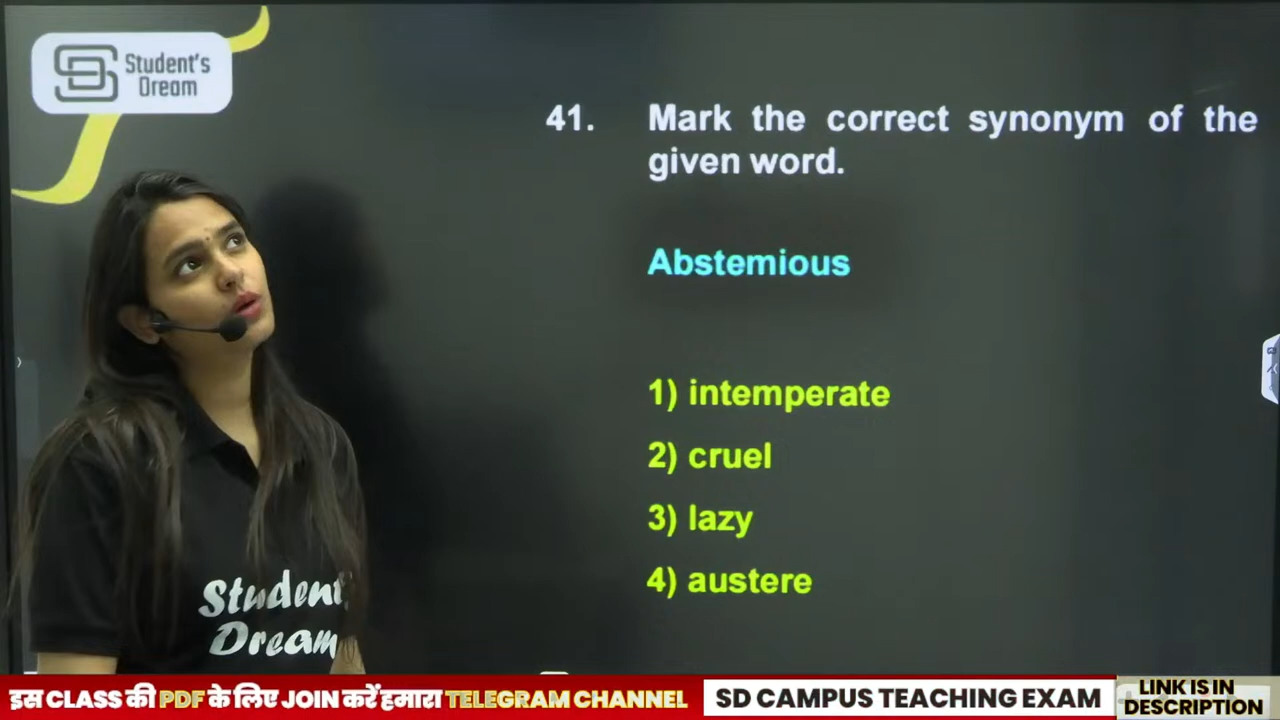 Student's
Dream
41. Mark the correct synonym of the
given word.
Abstemious
1) intemperate
2) cruel
3) lazy
4) austere
Student's
Dream
इस CLASS की PDF के लिए JOIN करें हमारा TELEGRAM CHANNEL
SD CAMPUS TEACHING EXAM
LINK IS IN
DESCRIPTION